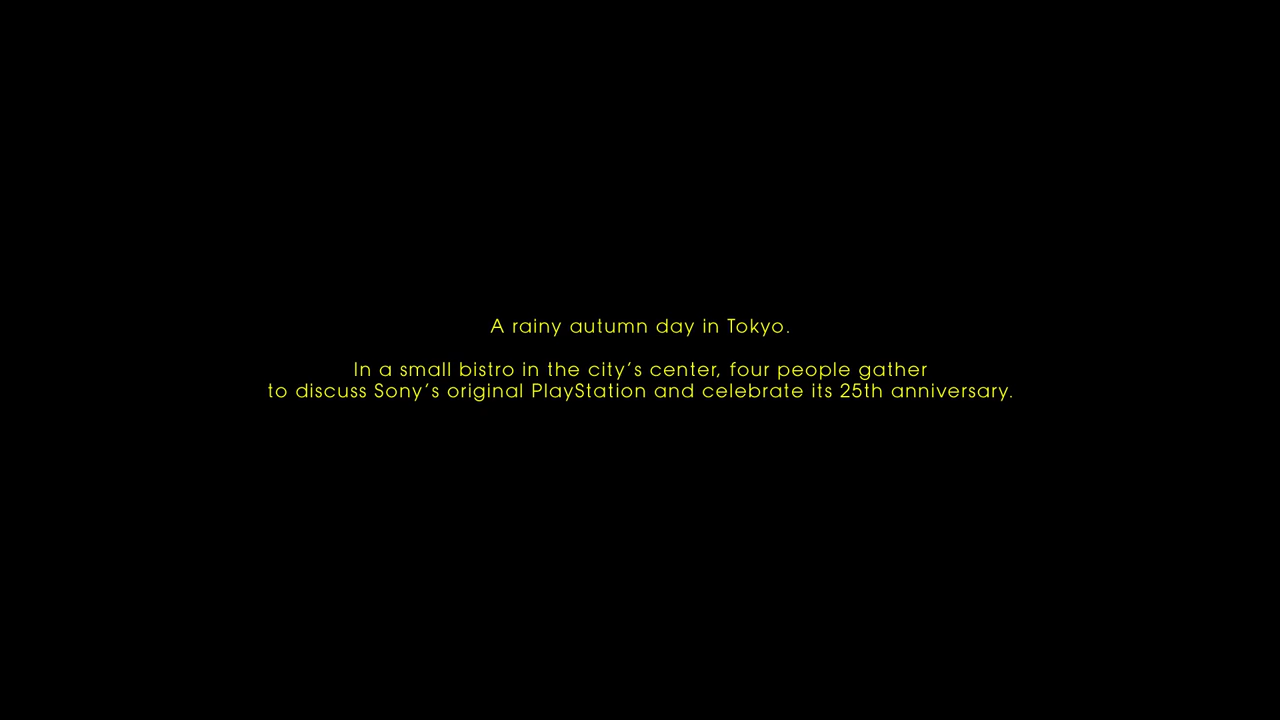 A rainy autumn day in Tokyo.
In a small bistro in the city's center, four people gather
to discuss Sony's original PlayStation and celebrate its 25th anniversary.